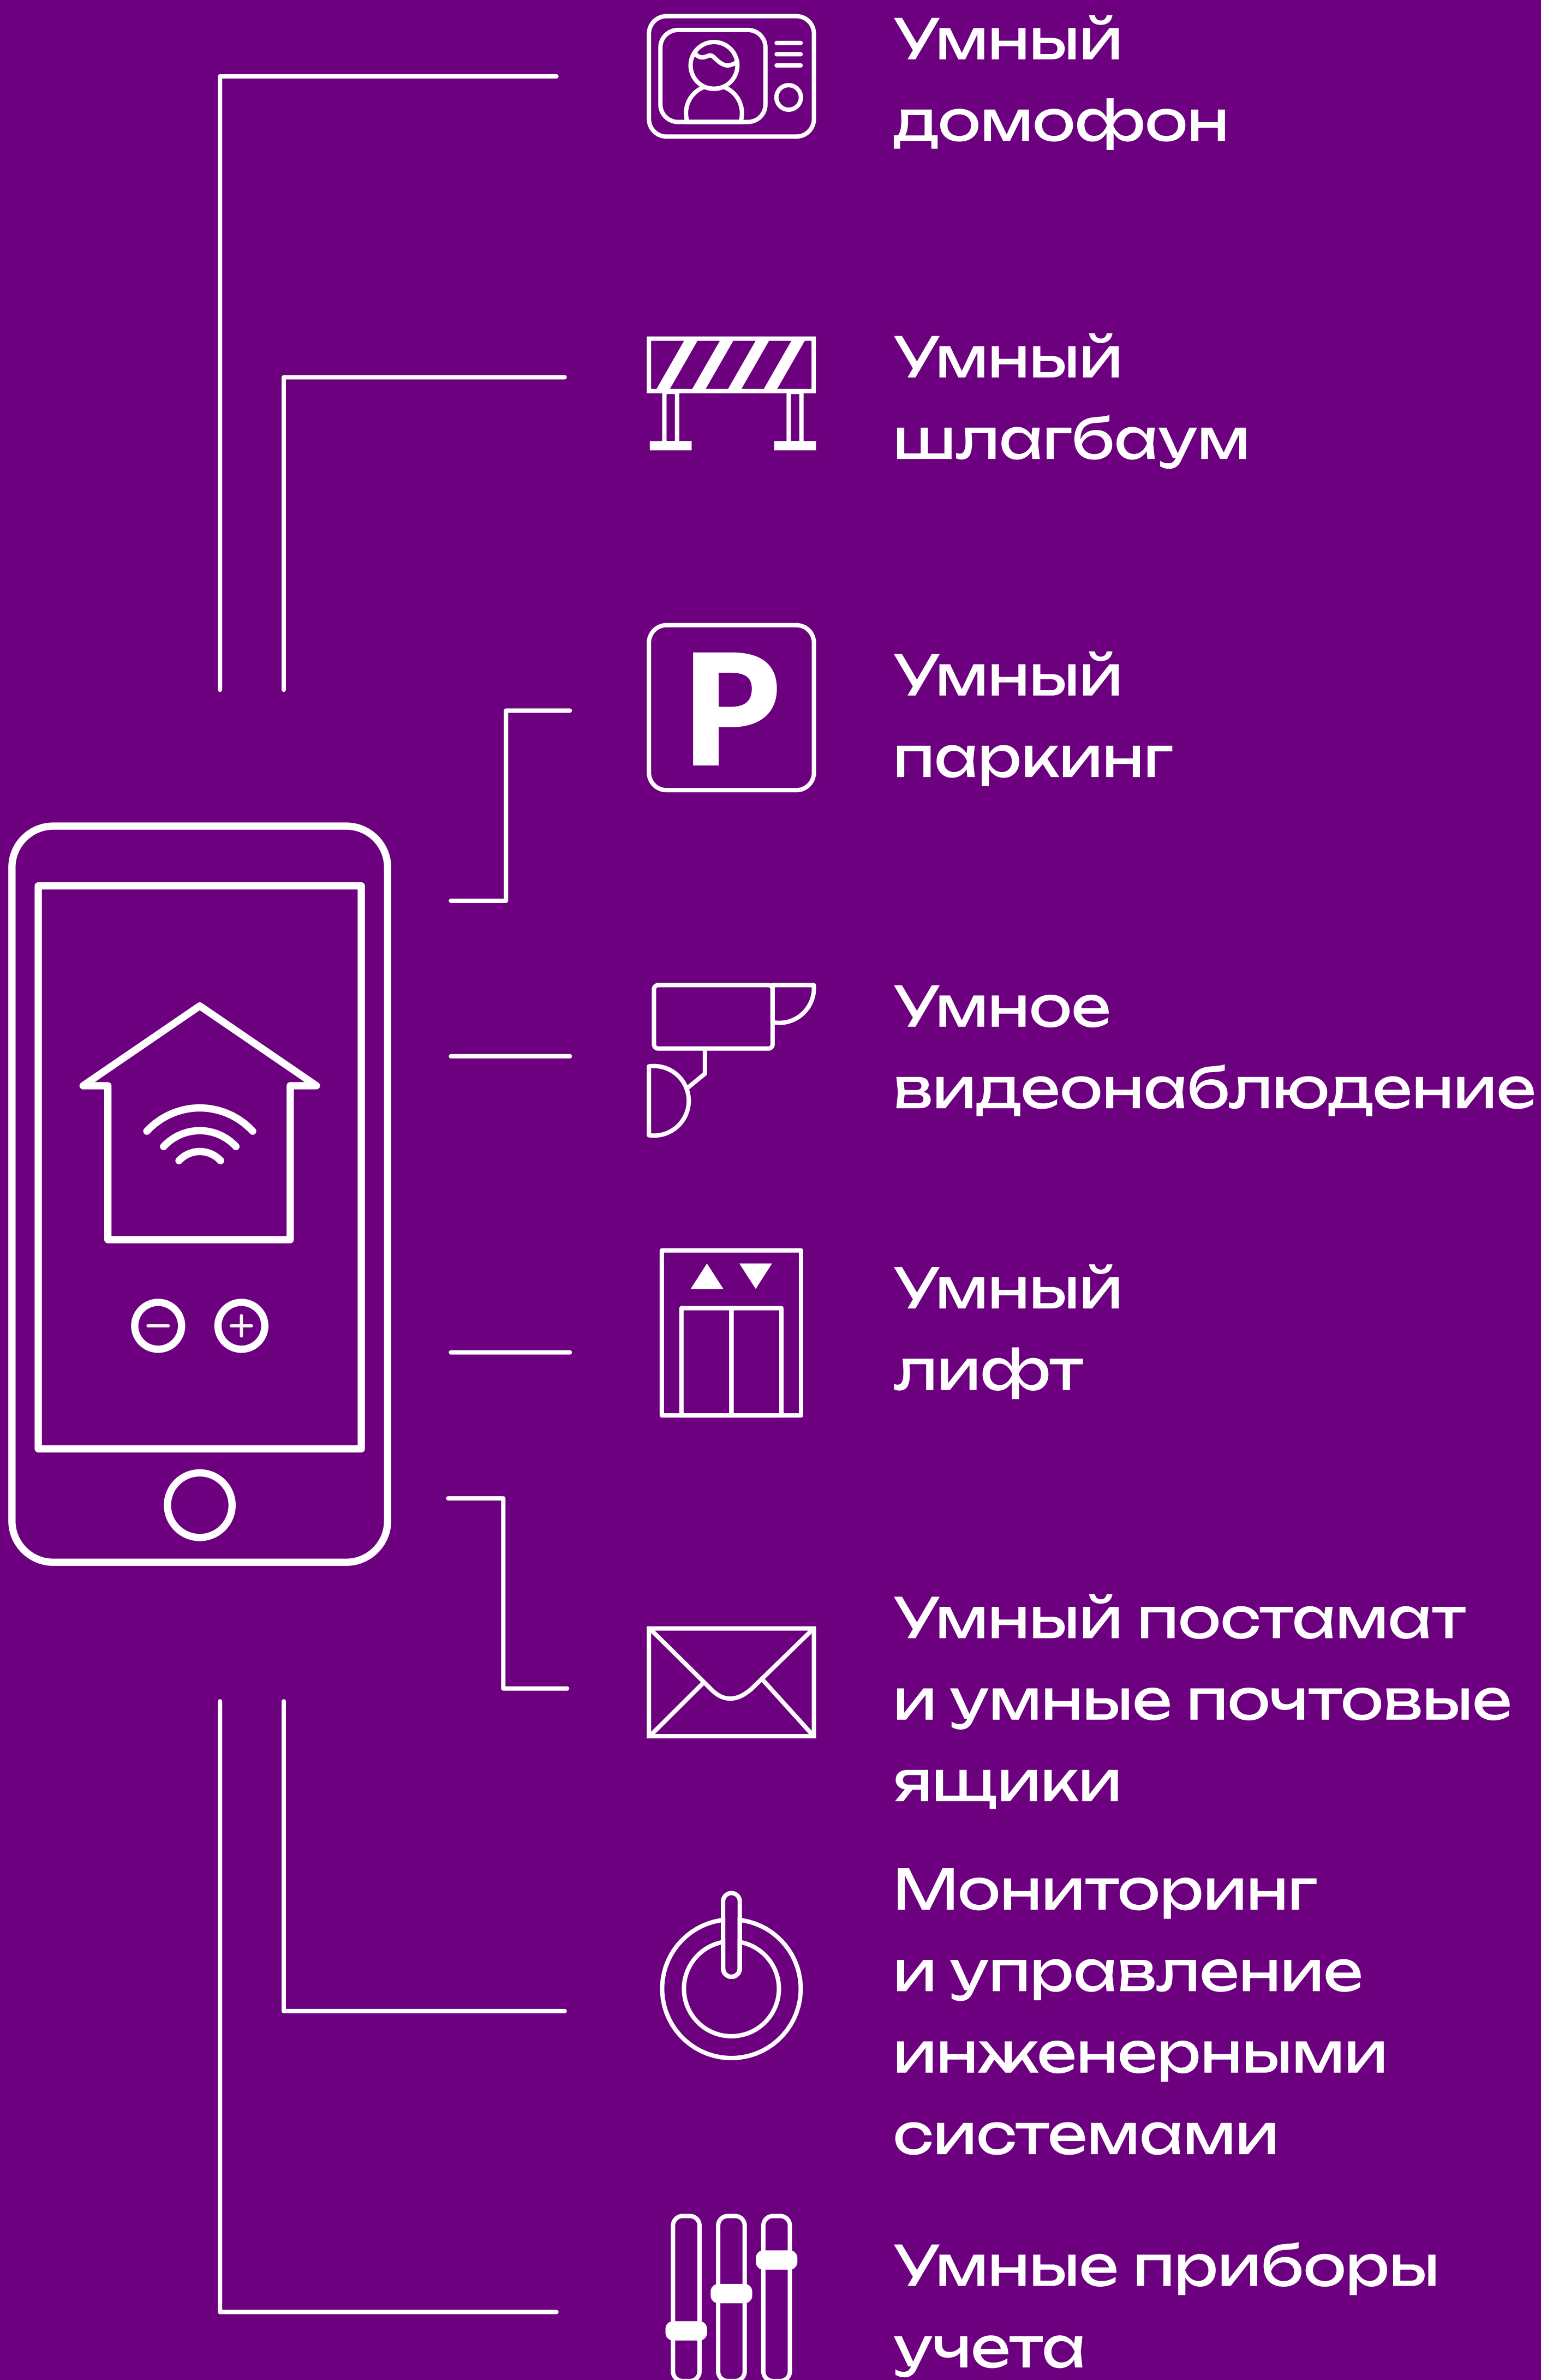 Умный
домофон
Умный
шлагбаум
P
Умный
паркинг
Умное
видеонаблюдение
Умный
лифт
Умный постамат
и умные почтовые
ящики
Мониторинг
и управление
инженерными
системами
Умные приборы
учета